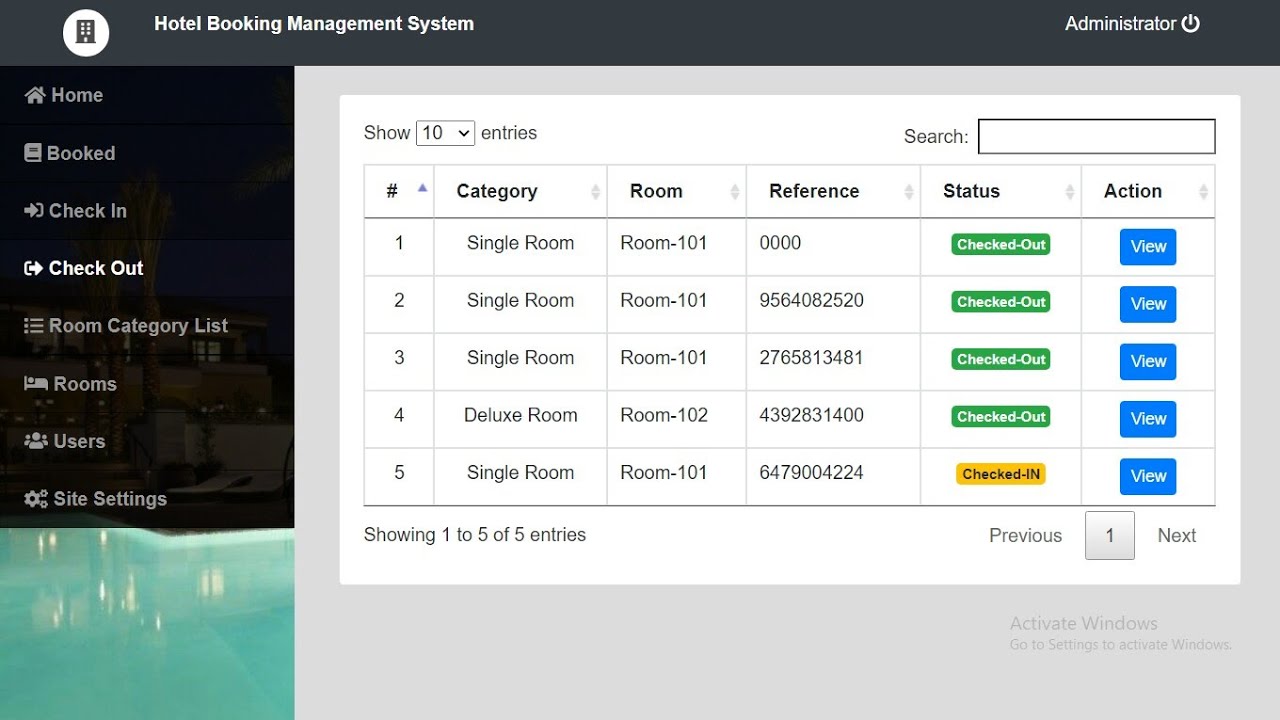 Hotel Booking Management System
Administrator
Home
Booked
Check In
Check Out
Room Category List
Rooms
Users
Site Settings
Show 10 entries
Search:
# Category Room Reference Status Action
1 Single Room Room-101 0000 Checked-Out View
2 Single Room Room-101 9564082520 Checked-Out View
3 Single Room Room-101 2765813481 Checked-Out View
4 Deluxe Room Room-102 4392831400 Checked-Out View
5 Single Room Room-101 6479004224 Checked-IN View
Showing 1 to 5 of 5 entries
Previous 1 Next
Activate Windows
Go to Settings to activate Windows.